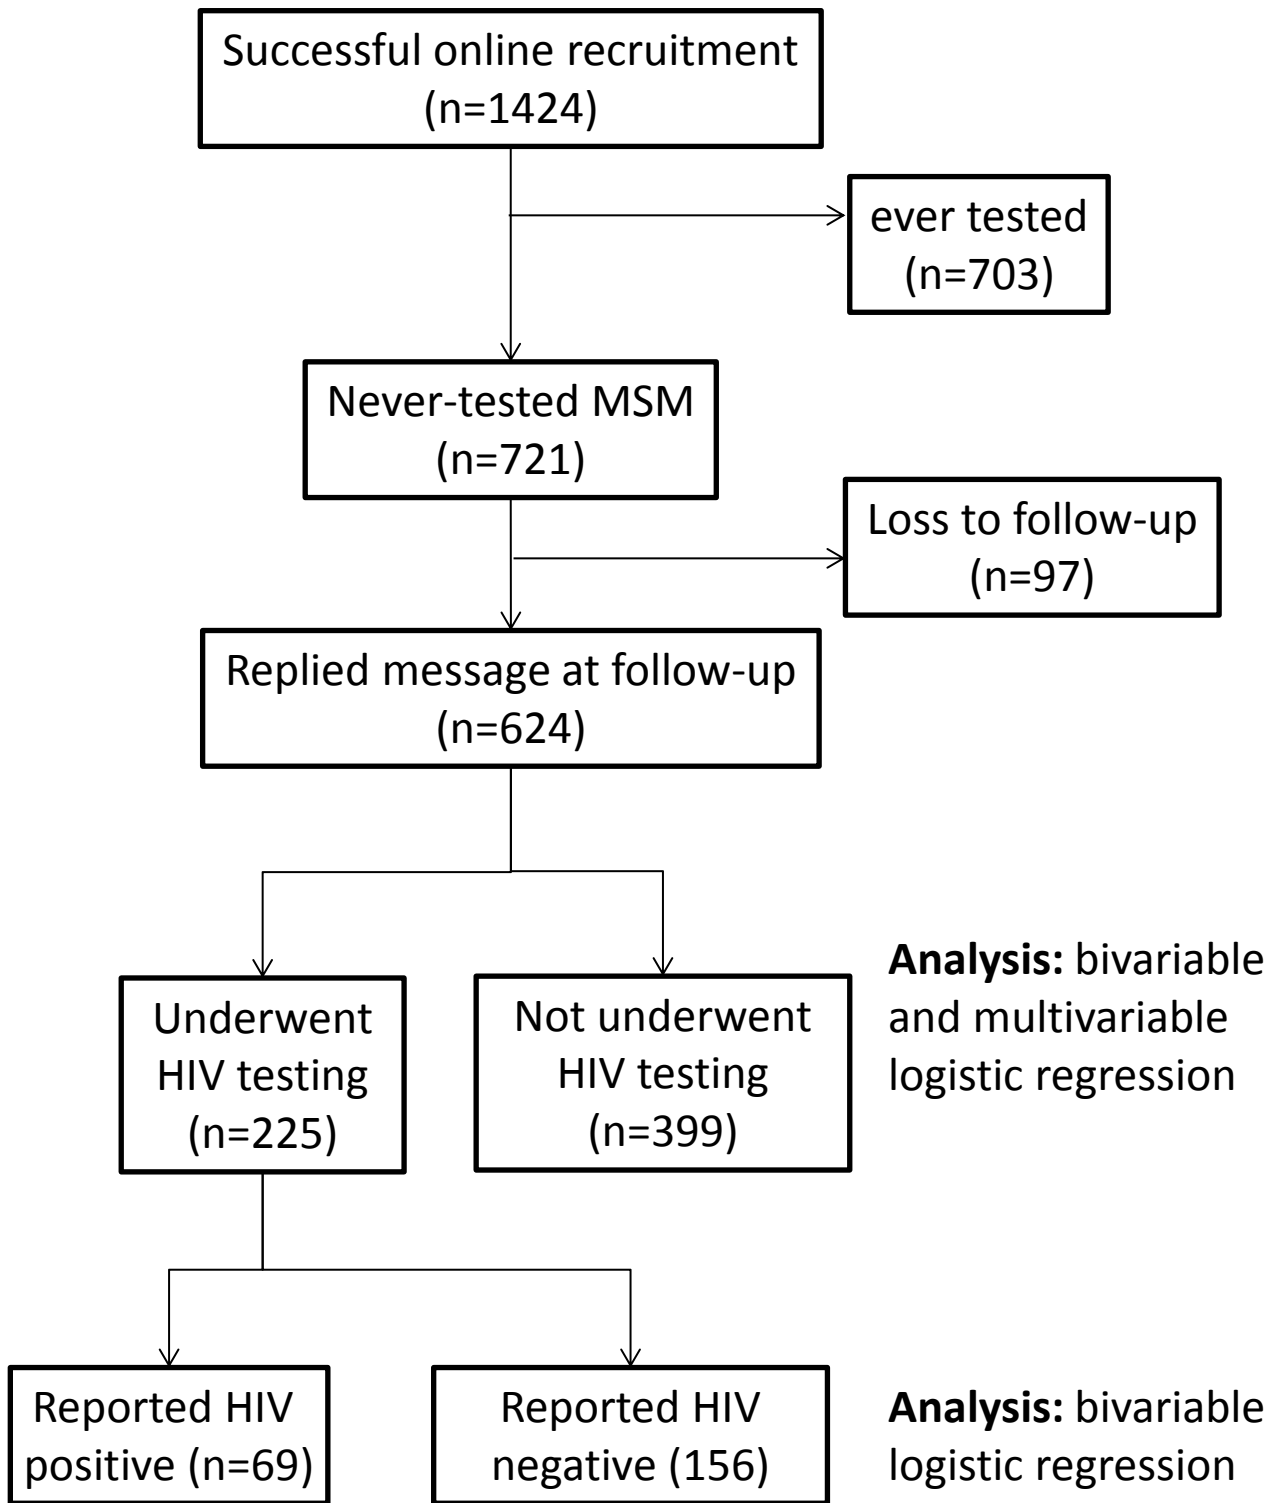 Successful online recruitment
(n=1424)
ever tested
(n=703)
Never-tested MSM
(n=721)
Loss to follow-up
(n=97)
Replied message at follow-up
(n=624)
Underwent
HIV testing
(n=225)
Not underwent
HIV testing
(n=399)
Analysis: bivariable
and multivariable
logistic regression
Reported HIV
positive (n=69)
Reported HIV
negative (156)
Analysis: bivariable
logistic regression